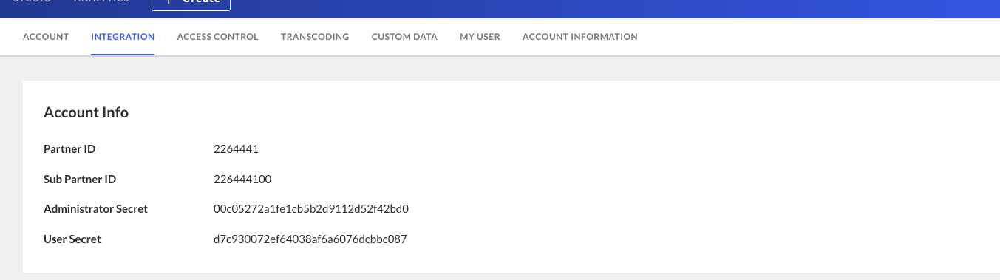 STUDIO ANALYTICS Create
ACCOUNT INTEGRATION ACCESS CONTROL TRANSCODING CUSTOM DATA MY USER ACCOUNT INFORMATION
Account Info
Partner ID 2264441
Sub Partner ID 226444100
Administrator Secret 00c05272a1fe1cb5b2d9112d52f42bd0
User Secret d7c930072ef64038af6a6076dcbbc087